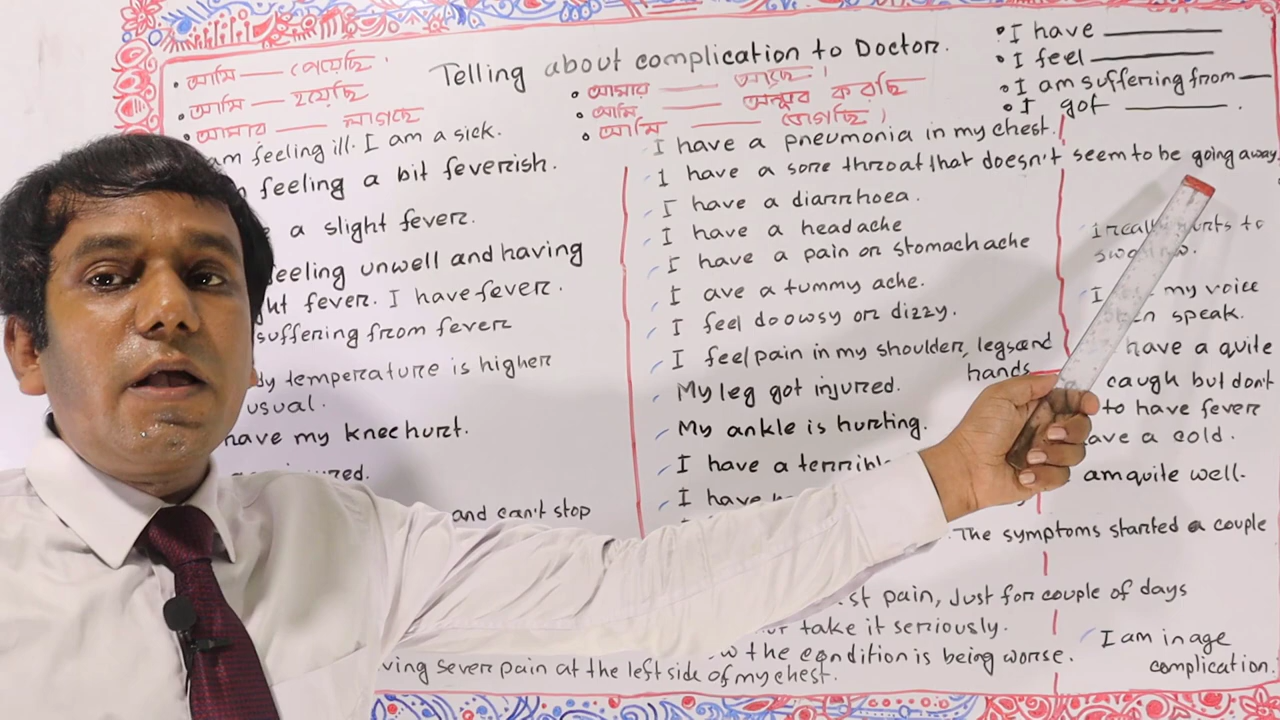 Telling about complication to Doctor.
• আমি — পেয়েছি ।
• আমি — হয়েছি
• আমার — লাগছে
• আমার — আছে ।
• আমি — অনুভব করছি
• আমি — ভোগছি ।
• I have
• I feel
• I am suffering from
• I got .
am feeling ill. I am a sick.
feeling a bit feverish.
a slight fever.
feeling unwell and having
ght fever. I have fever.
suffering from fever
dy temperature is higher
usual.
have my knee hurt.
red.
and can't stop
I have a pneumonia in my chest.
I have a sore throat that doesn't seem to be going away.
I have a diarrhoea.
I have a headache
I have a pain or stomachache
I ave a tummy ache.
I feel doowsy or dizzy.
I feel pain in my shoulder, legs and
hands
My leg got injured.
My ankle is hurting.
I have a terribl
I have
st pain, Just for couple of days
take it seriously.
the condition is being worse.
ving sever pain at the left side of my chest.
to
my voice
speak.
have a quite
caugh but don't
to have fever
ave a cold.
am quite well.
The symptoms started a couple
I am in age
complication.